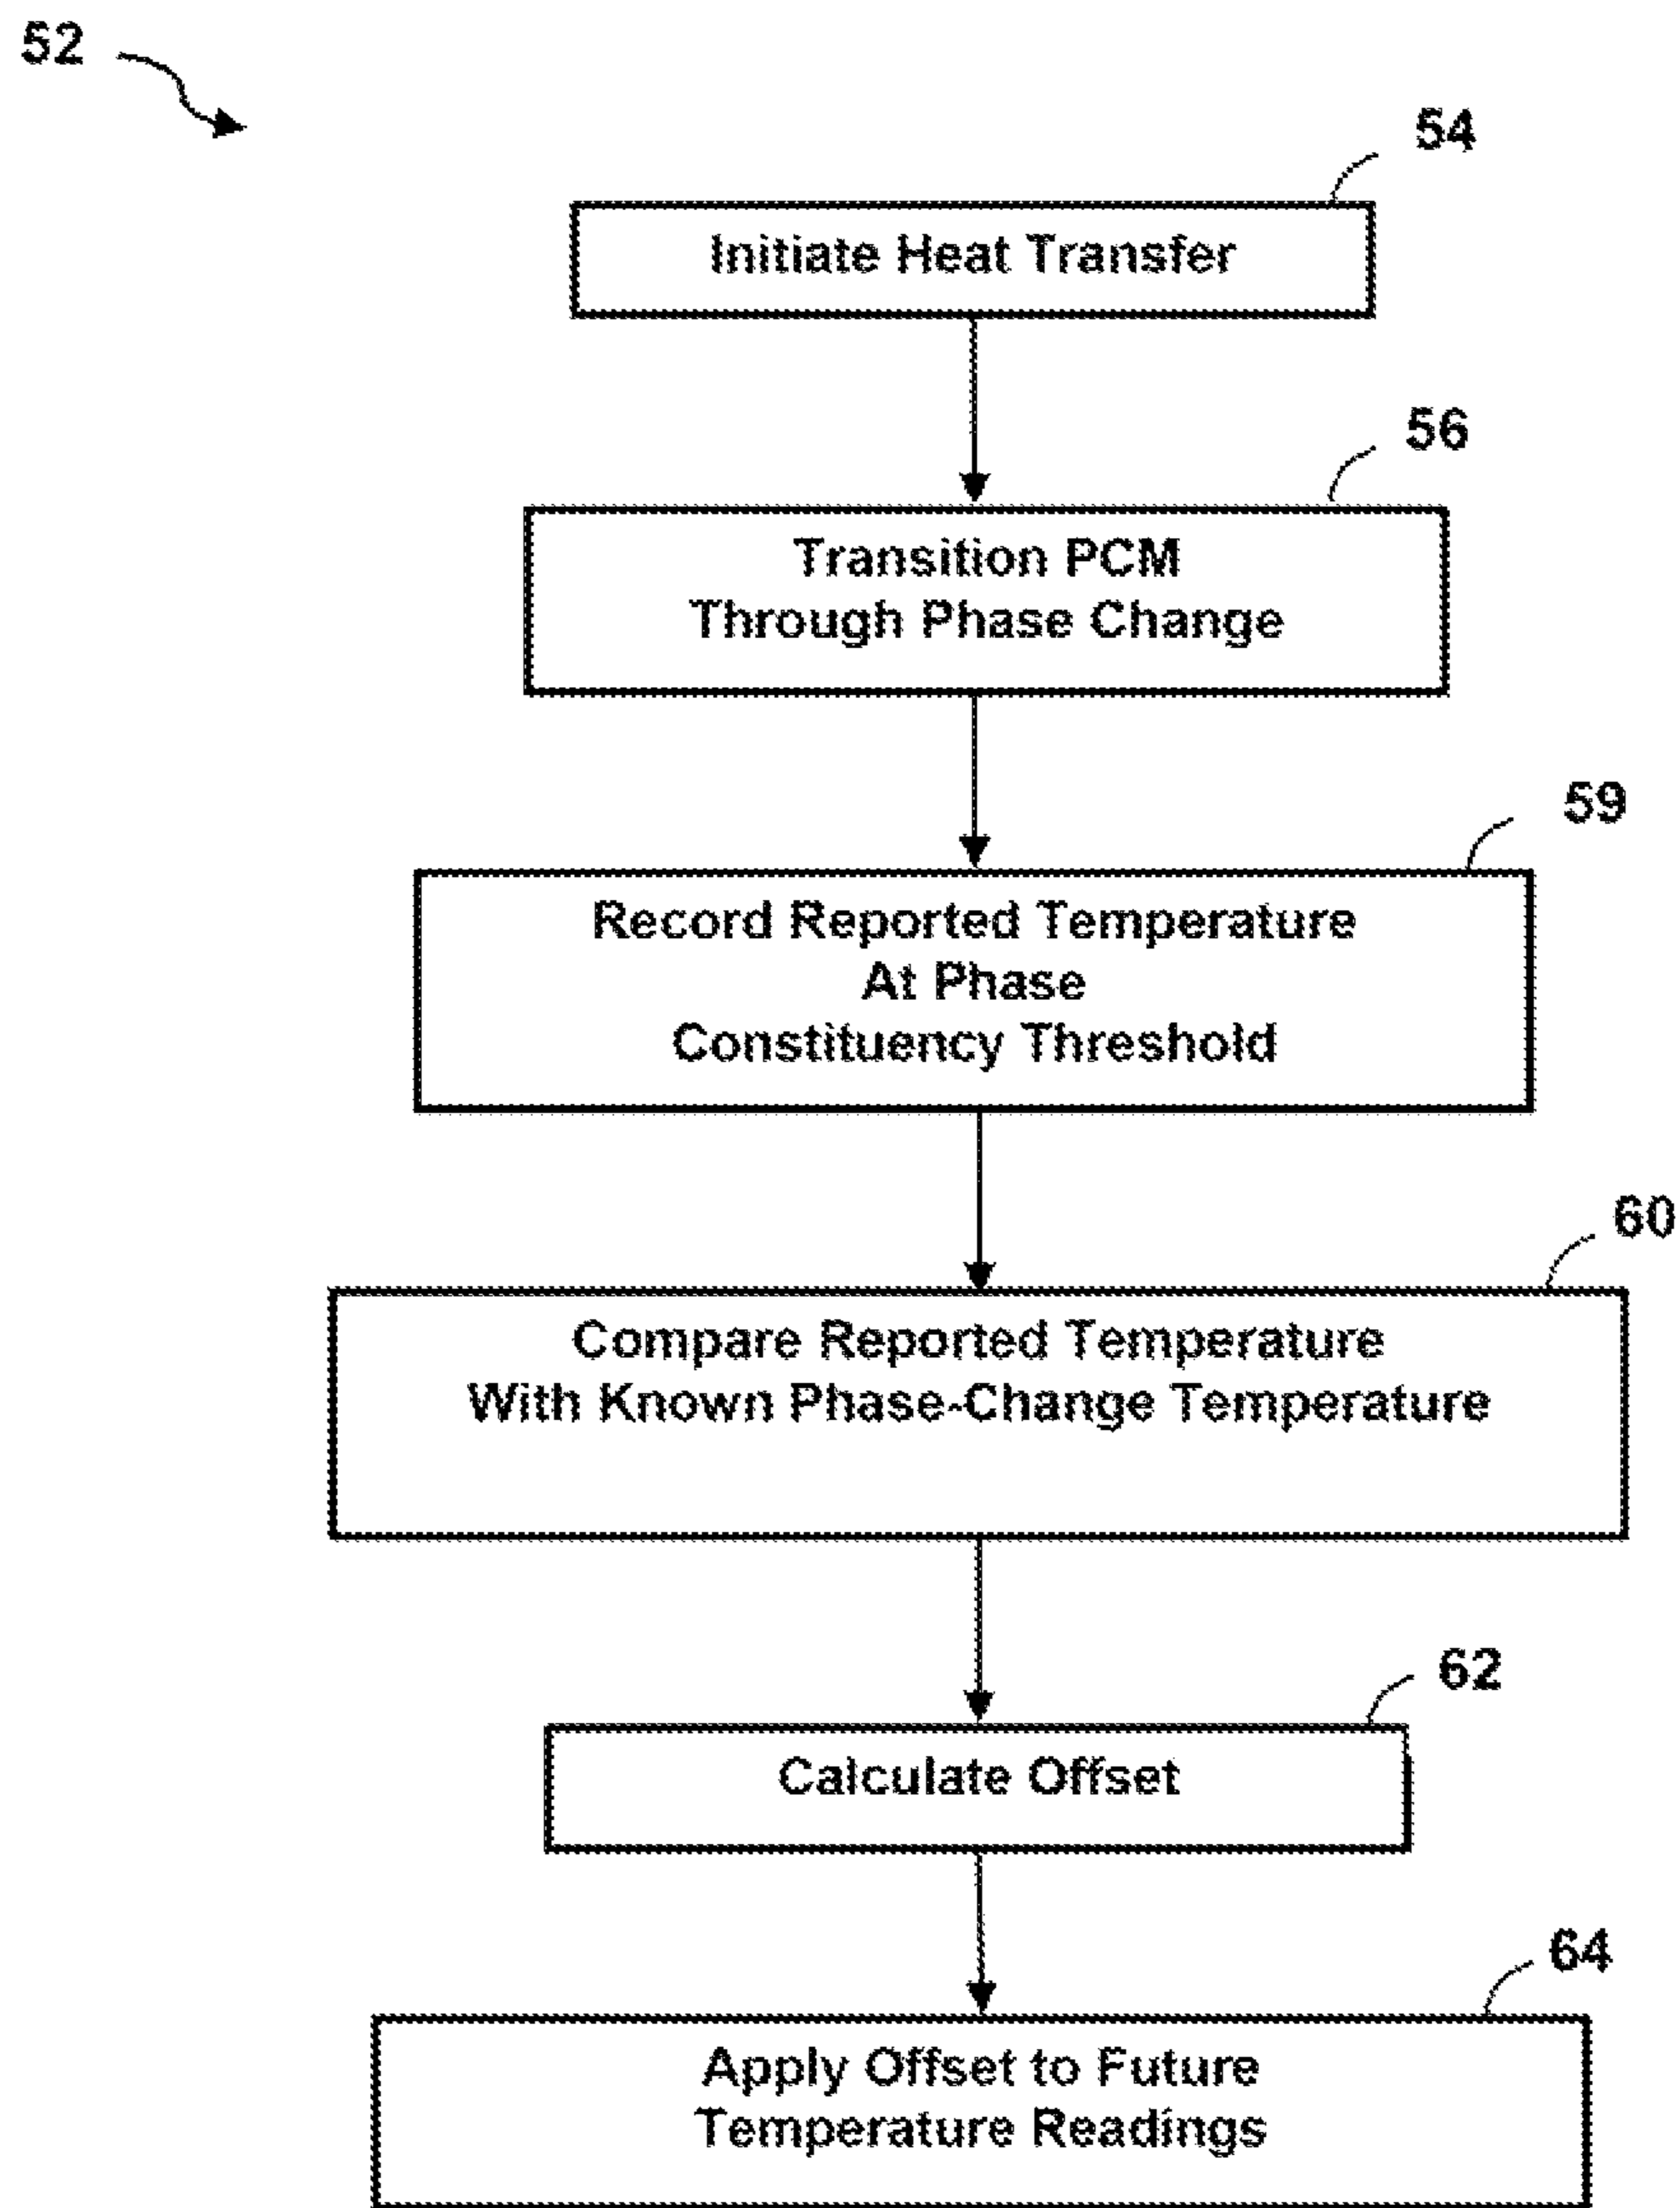 52
54
Initiate Heat Transfer
56
Transition PCM
Through Phase Change
59
Record Reported Temperature
At Phase
Constituency Threshold
60
Compare Reported Temperature
With Known Phase-Change Temperature
62
Calculate Offset
64
Apply Offset to Future
Temperature Readings